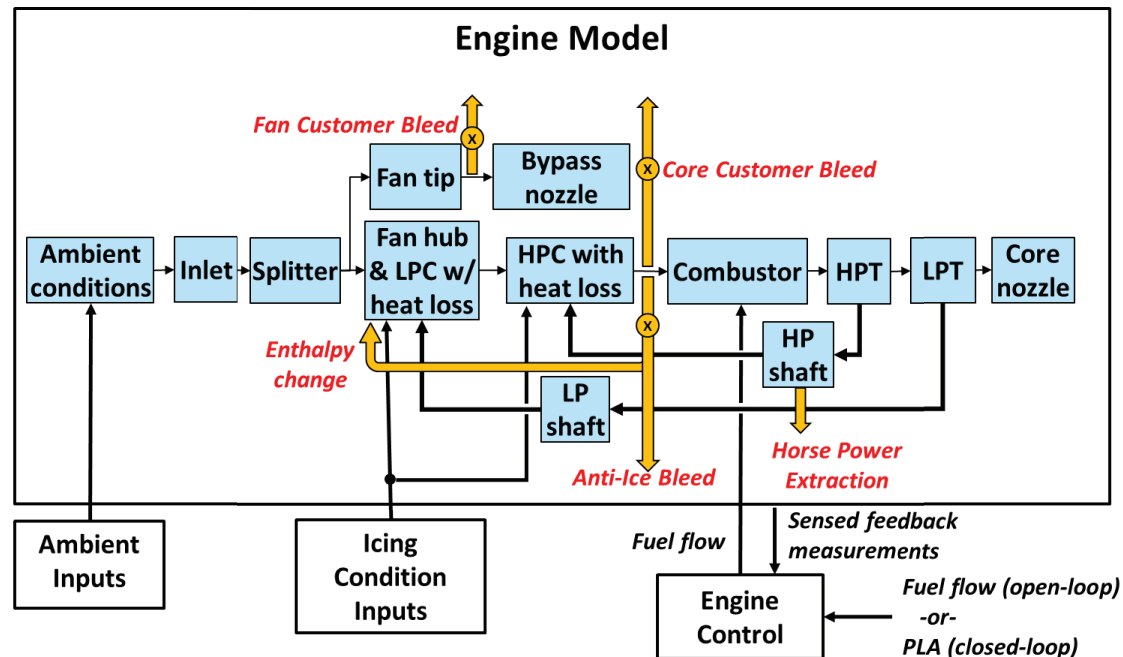 Engine Model
Fan Customer Bleed
X
Fan tip
Bypass
nozzle
X
Core Customer Bleed
Ambient
conditions
Inlet
Splitter
Fan hub
& LPC w/
heat loss
HPC with
heat loss
Combustor
HPT
LPT
Core
nozzle
X
Enthalpy
change
HP
shaft
LP
shaft
Anti-Ice Bleed
Horse Power
Extraction
Ambient
Inputs
Icing
Condition
Inputs
Fuel flow
Sensed feedback
measurements
Engine
Control
Fuel flow (open-loop)
-or-
PLA (closed-loop)